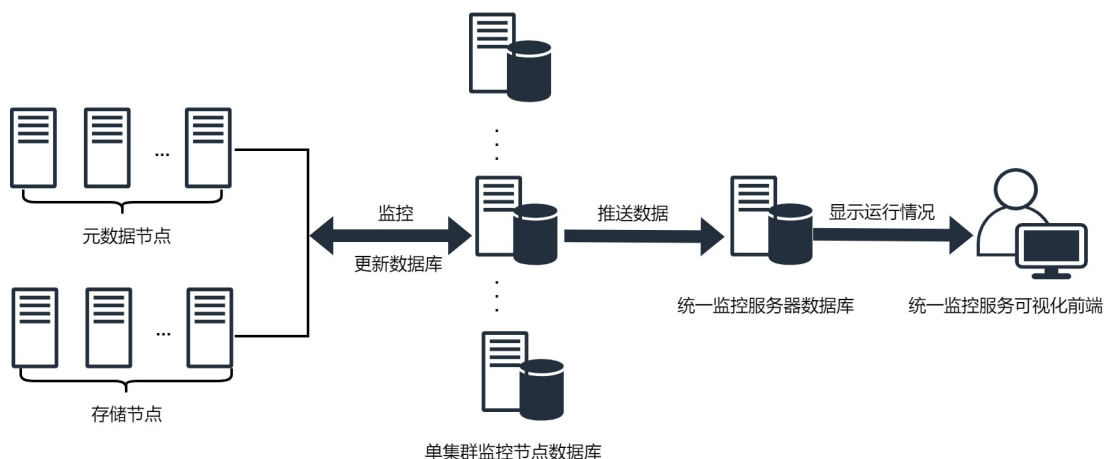 ...
元数据节点
...
存储节点
监控
更新数据库
单集群监控节点数据库
推送数据
统一监控服务器数据库
显示运行情况
统一监控服务可视化前端